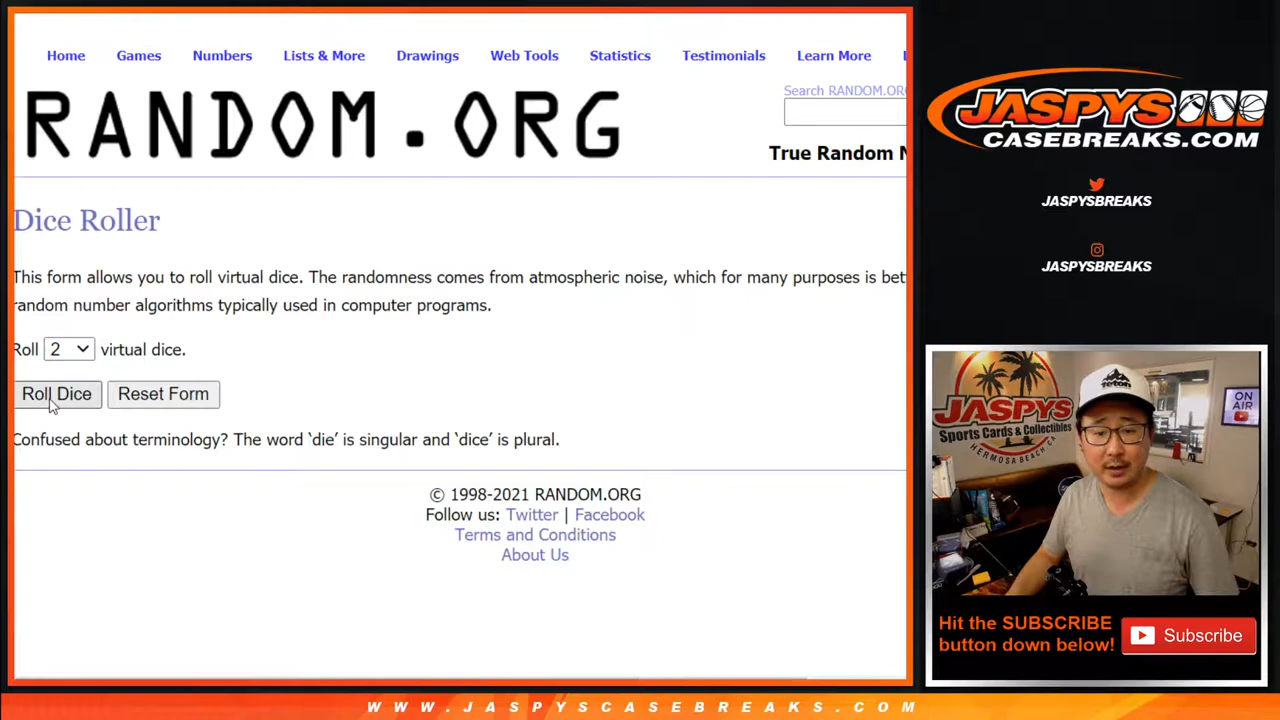 Home Games Numbers Lists & More Drawings Web Tools Statistics Testimonials Learn More
RANDOM.ORG
Search RANDOM.ORG
True Random N
Dice Roller
This form allows you to roll virtual dice. The randomness comes from atmospheric noise, which for many purposes is bet
random number algorithms typically used in computer programs.
Roll 2 virtual dice.
Roll Dice Reset Form
Confused about terminology? The word ‘die’ is singular and ‘dice’ is plural.
© 1998-2021 RANDOM.ORG
Follow us: Twitter | Facebook
Terms and Conditions
About Us
JASPYS
CASEBREAKS.COM
JASPYSBREAKS
JASPYSBREAKS
JASPYS
Sports Cards & Collectibles
HERMOSA BEACH, CA
ON AIR
Hit the SUBSCRIBE
button down below!
Subscribe
WWW.JASPYSCASEBREAKS.COM